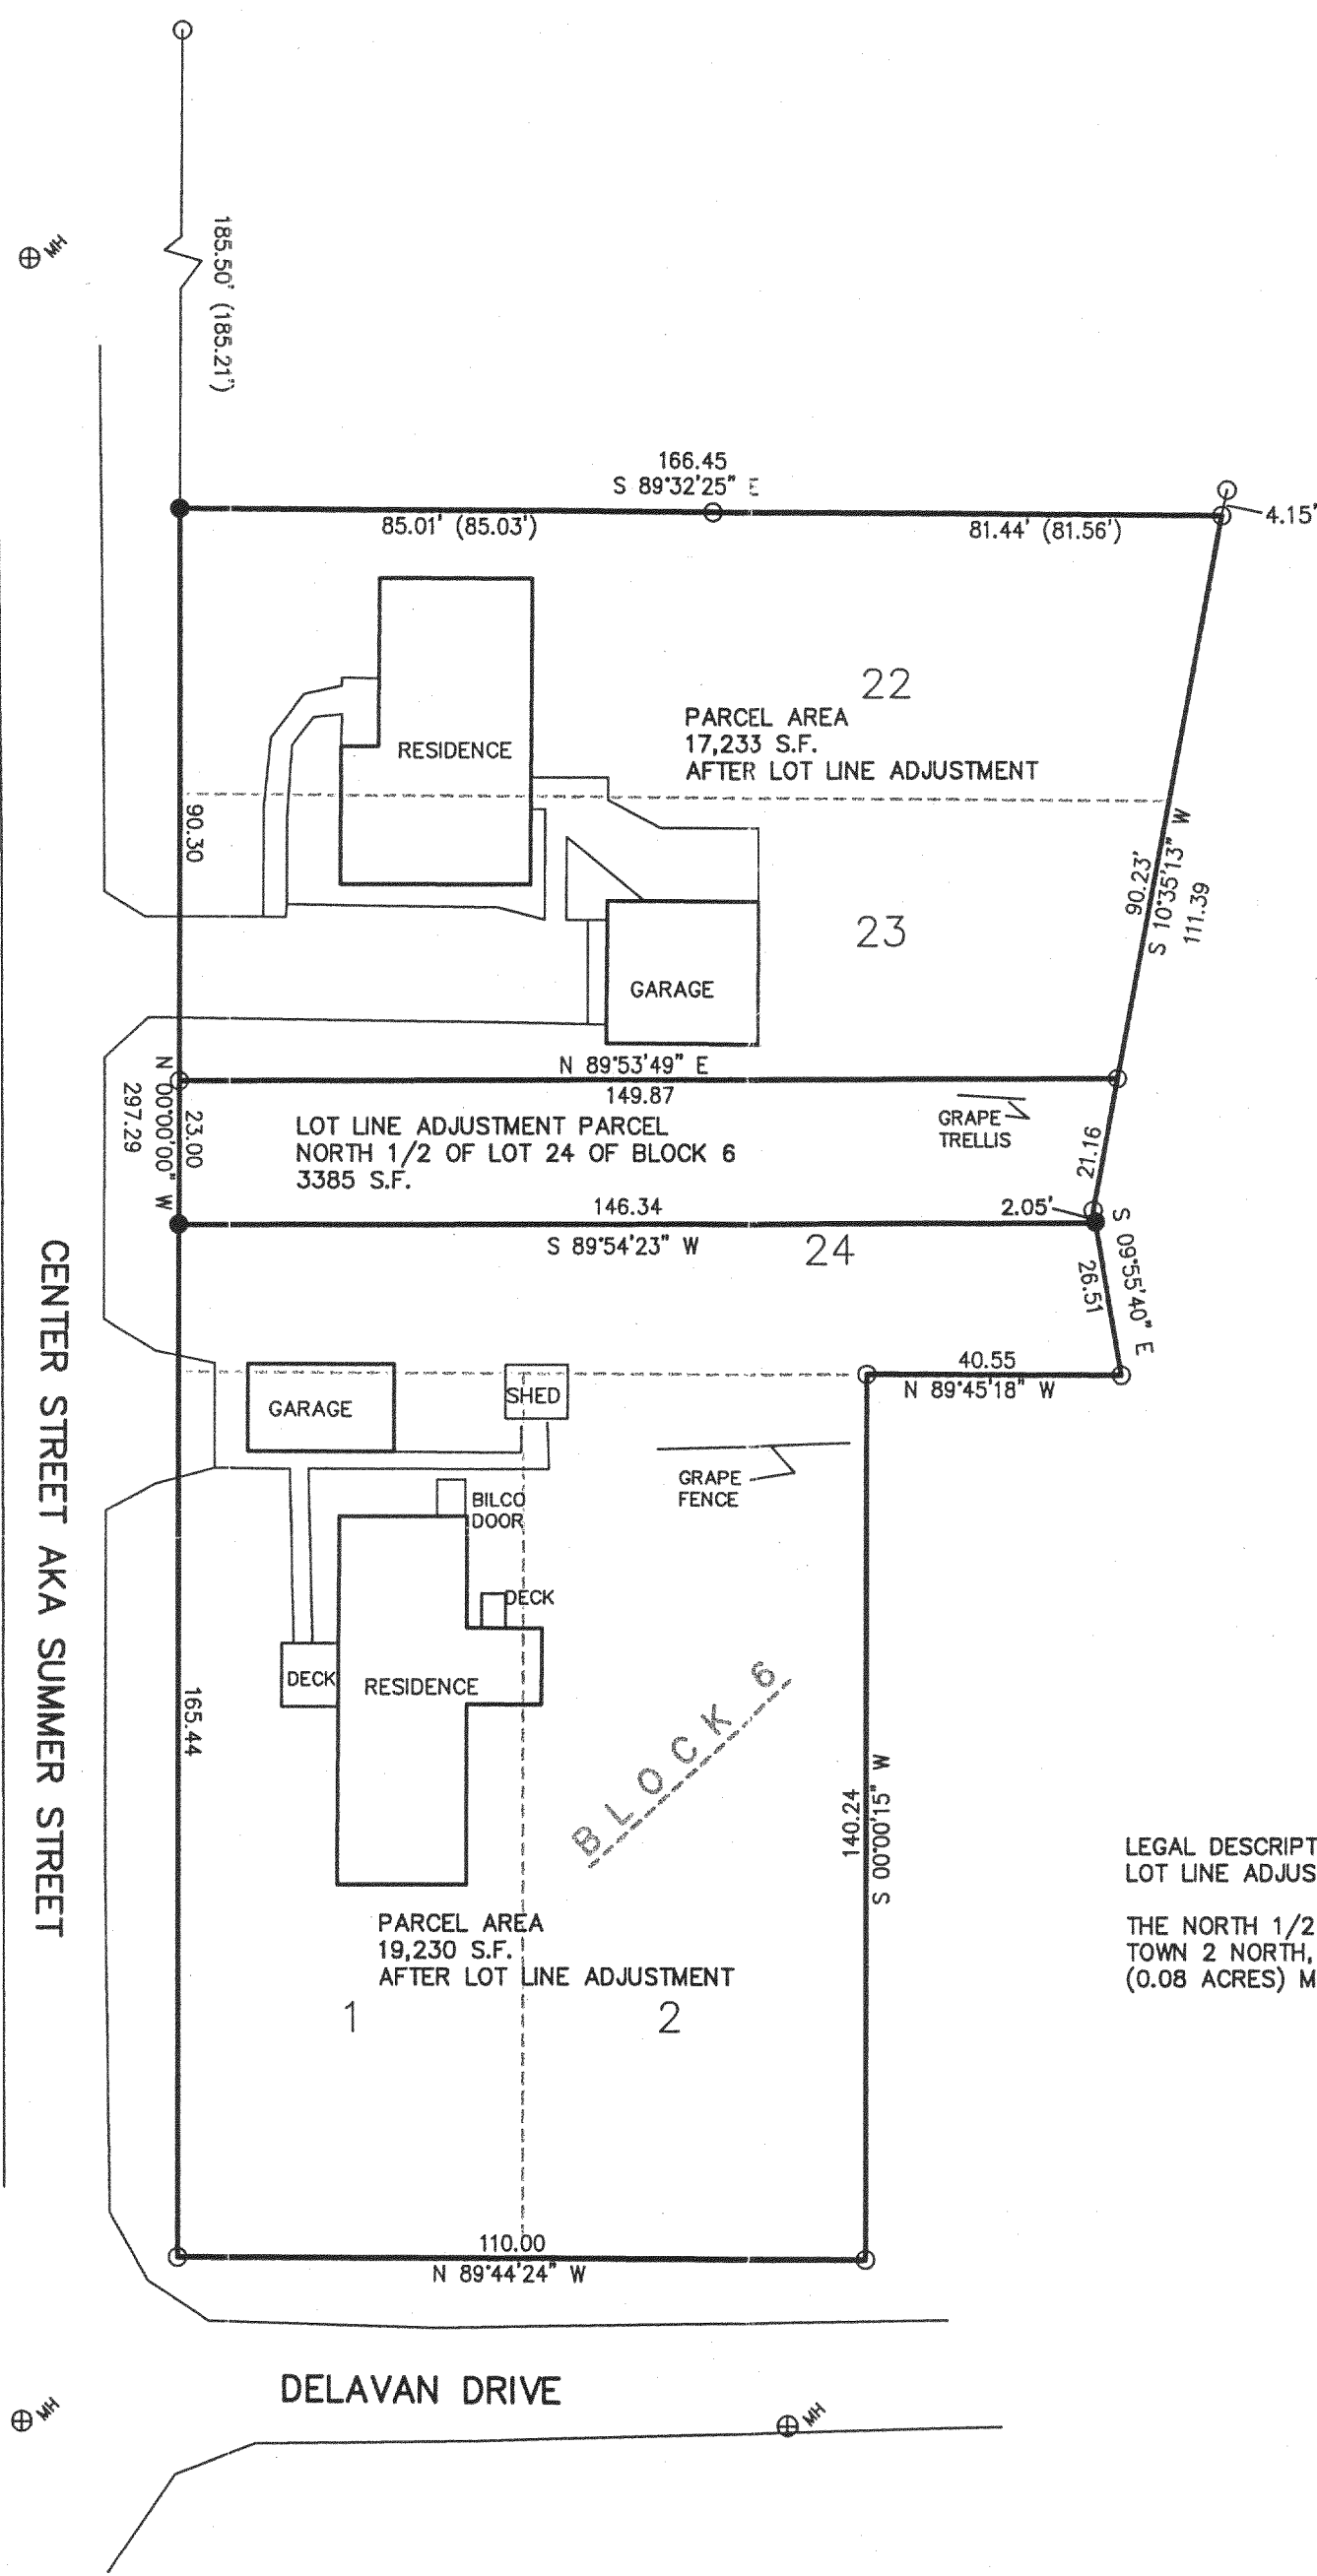 MH
185.50' (185.21')
166.45
S 89°32'25" E
85.01' (85.03')
81.44' (81.56')
4.15'
22
PARCEL AREA
17,233 S.F.
AFTER LOT LINE ADJUSTMENT
RESIDENCE
90.30
90.23'
S 10°35'13" W
111.39
23
GARAGE
N 89°53'49" E
149.87
N 00°00'00" W
297.29
23.00
LOT LINE ADJUSTMENT PARCEL
NORTH 1/2 OF LOT 24 OF BLOCK 6
3385 S.F.
GRAPE
TRELLIS
21.16
146.34
2.05'
S 89°54'23" W
24
S 09°55'40" E
26.51
40.55
N 89°45'18" W
GARAGE
SHED
GRAPE
FENCE
BILCO
DOOR
DECK
DECK
RESIDENCE
CENTER STREET AKA SUMMER STREET
165.44
BLOCK 6
140.24
S 00°00'15" W
LEGAL DESCRIPT
LOT LINE ADJUS
THE NORTH 1/2
TOWN 2 NORTH,
(0.08 ACRES) M
PARCEL AREA
19,230 S.F.
AFTER LOT LINE ADJUSTMENT
1
2
110.00
N 89°44'24" W
DELAVAN DRIVE
MH
MH